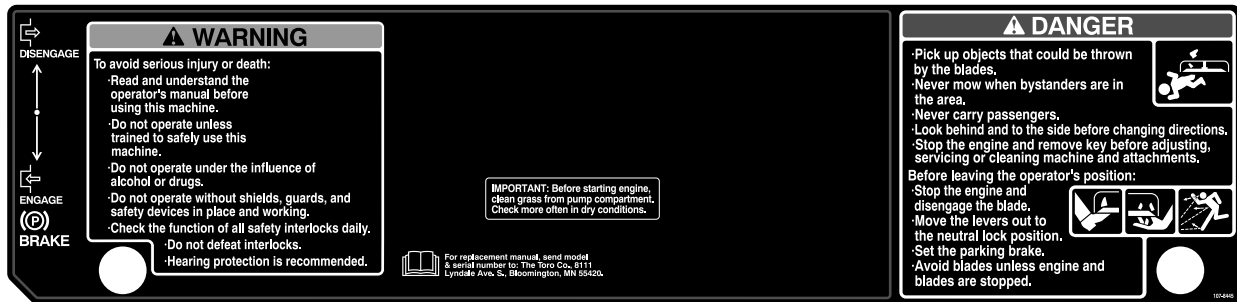 DISENGAGE
ENGAGE
(P)
BRAKE
WARNING
To avoid serious injury or death:
·Read and understand the
operator's manual before
using this machine.
·Do not operate unless
trained to safely use this
machine.
·Do not operate under the influence of
alcohol or drugs.
·Do not operate without shields, guards, and
safety devices in place and working.
·Check the function of all safety interlocks daily.
·Do not defeat interlocks.
·Hearing protection is recommended.
IMPORTANT: Before starting engine,
clean grass from pump compartment.
Check more often in dry conditions.
For replacement manual, send model
& serial number to: The Toro Co., 8111
Lyndale Ave. S., Bloomington, MN 55420.
DANGER
·Pick up objects that could be thrown
by the blades.
·Never mow when bystanders are in
the area.
·Never carry passengers.
·Look behind and to the side before changing directions.
·Stop the engine and remove key before adjusting,
servicing or cleaning machine and attachments.
Before leaving the operator's position:
·Stop the engine and
disengage the blade.
·Move the levers out to
the neutral lock position.
·Set the parking brake.
·Avoid blades unless engine and
blades are stopped.
107-8445